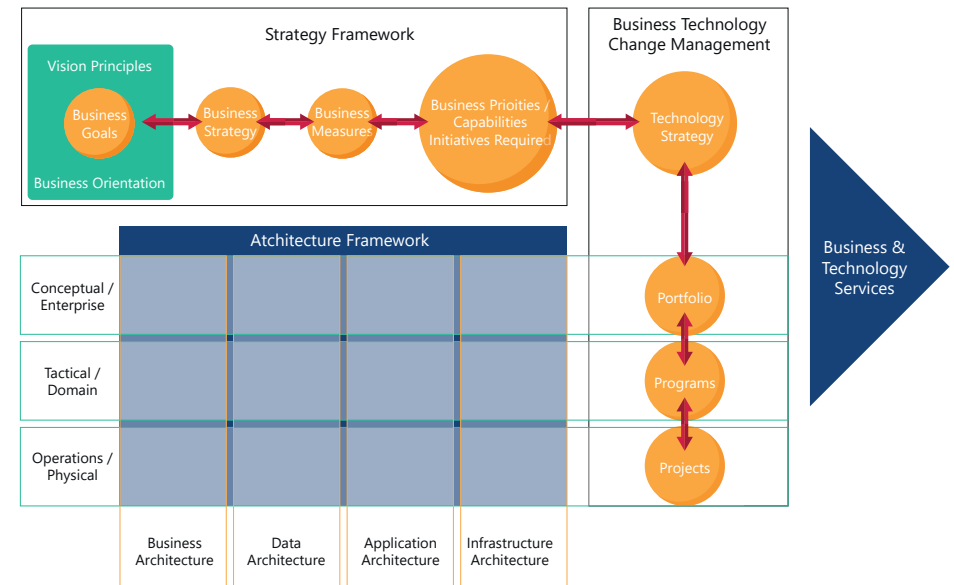 Strategy Framework
Business Technology
Change Management
Vision Principles
Business
Goals
Business Orientation
Business
Strategy
Business
Measures
Business Prioities /
Capabilities
Initiatives Required
Technology
Strategy
Atchitecture Framework
Conceptual /
Enterprise
Tactical /
Domain
Operations /
Physical
Portfolio
Programs
Projects
Business &
Technology
Services
Business
Architecture
Data
Architecture
Application
Architecture
Infrastructure
Architecture